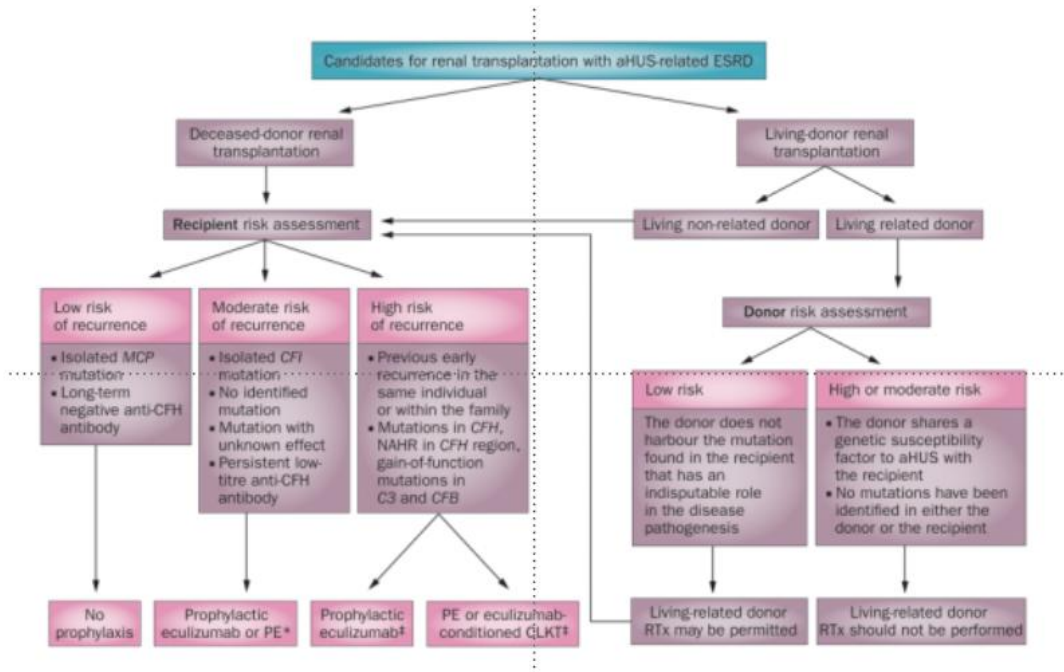 Candidates for renal transplantation with aHUS-related ESRD
Deceased-donor renal
transplantation
Living-donor renal
transplantation
Recipient risk assessment
Living non-related donor
Living related donor
Low risk
of recurrence
• Isolated MCP
mutation
• Long-term
negative anti-CFH
antibody
Moderate risk
of recurrence
• Isolated CFI
mutation
• No identified
mutation
• Mutation with
unknown effect
• Persistent low-
titre anti-CFH
antibody
High risk
of recurrence
• Previous early
recurrence in the
same individual
or within the family
• Mutations in CFH,
NAHR in CFH region,
gain-of-function
mutations in
C3 and CFB
Donor risk assessment
Low risk
The donor does not
harbour the mutation
found in the recipient
that has an
indisputable role
in the disease
pathogenesis
High or moderate risk
• The donor shares a
genetic susceptibility
factor to aHUS with
the recipient
• No mutations have been
identified in either the
donor or the recipient
No
prophylaxis
Prophylactic
eculizumab or PE*
Prophylactic
eculizumab‡
PE or eculizumab-
conditioned CLKT‡
Living-related donor
RTx may be permitted
Living-related donor
RTx should not be performed